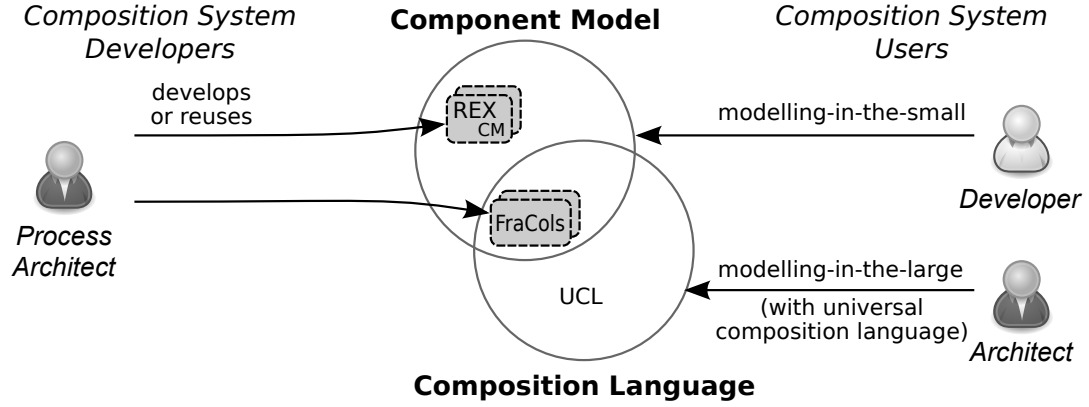 Composition System
Developers
Component Model
Composition System
Users
develops
or reuses
REX
CM
modelling-in-the-small
Developer
FraCols
Process
Architect
modelling-in-the-large
UCL
(with universal
composition language)
Architect
Composition Language